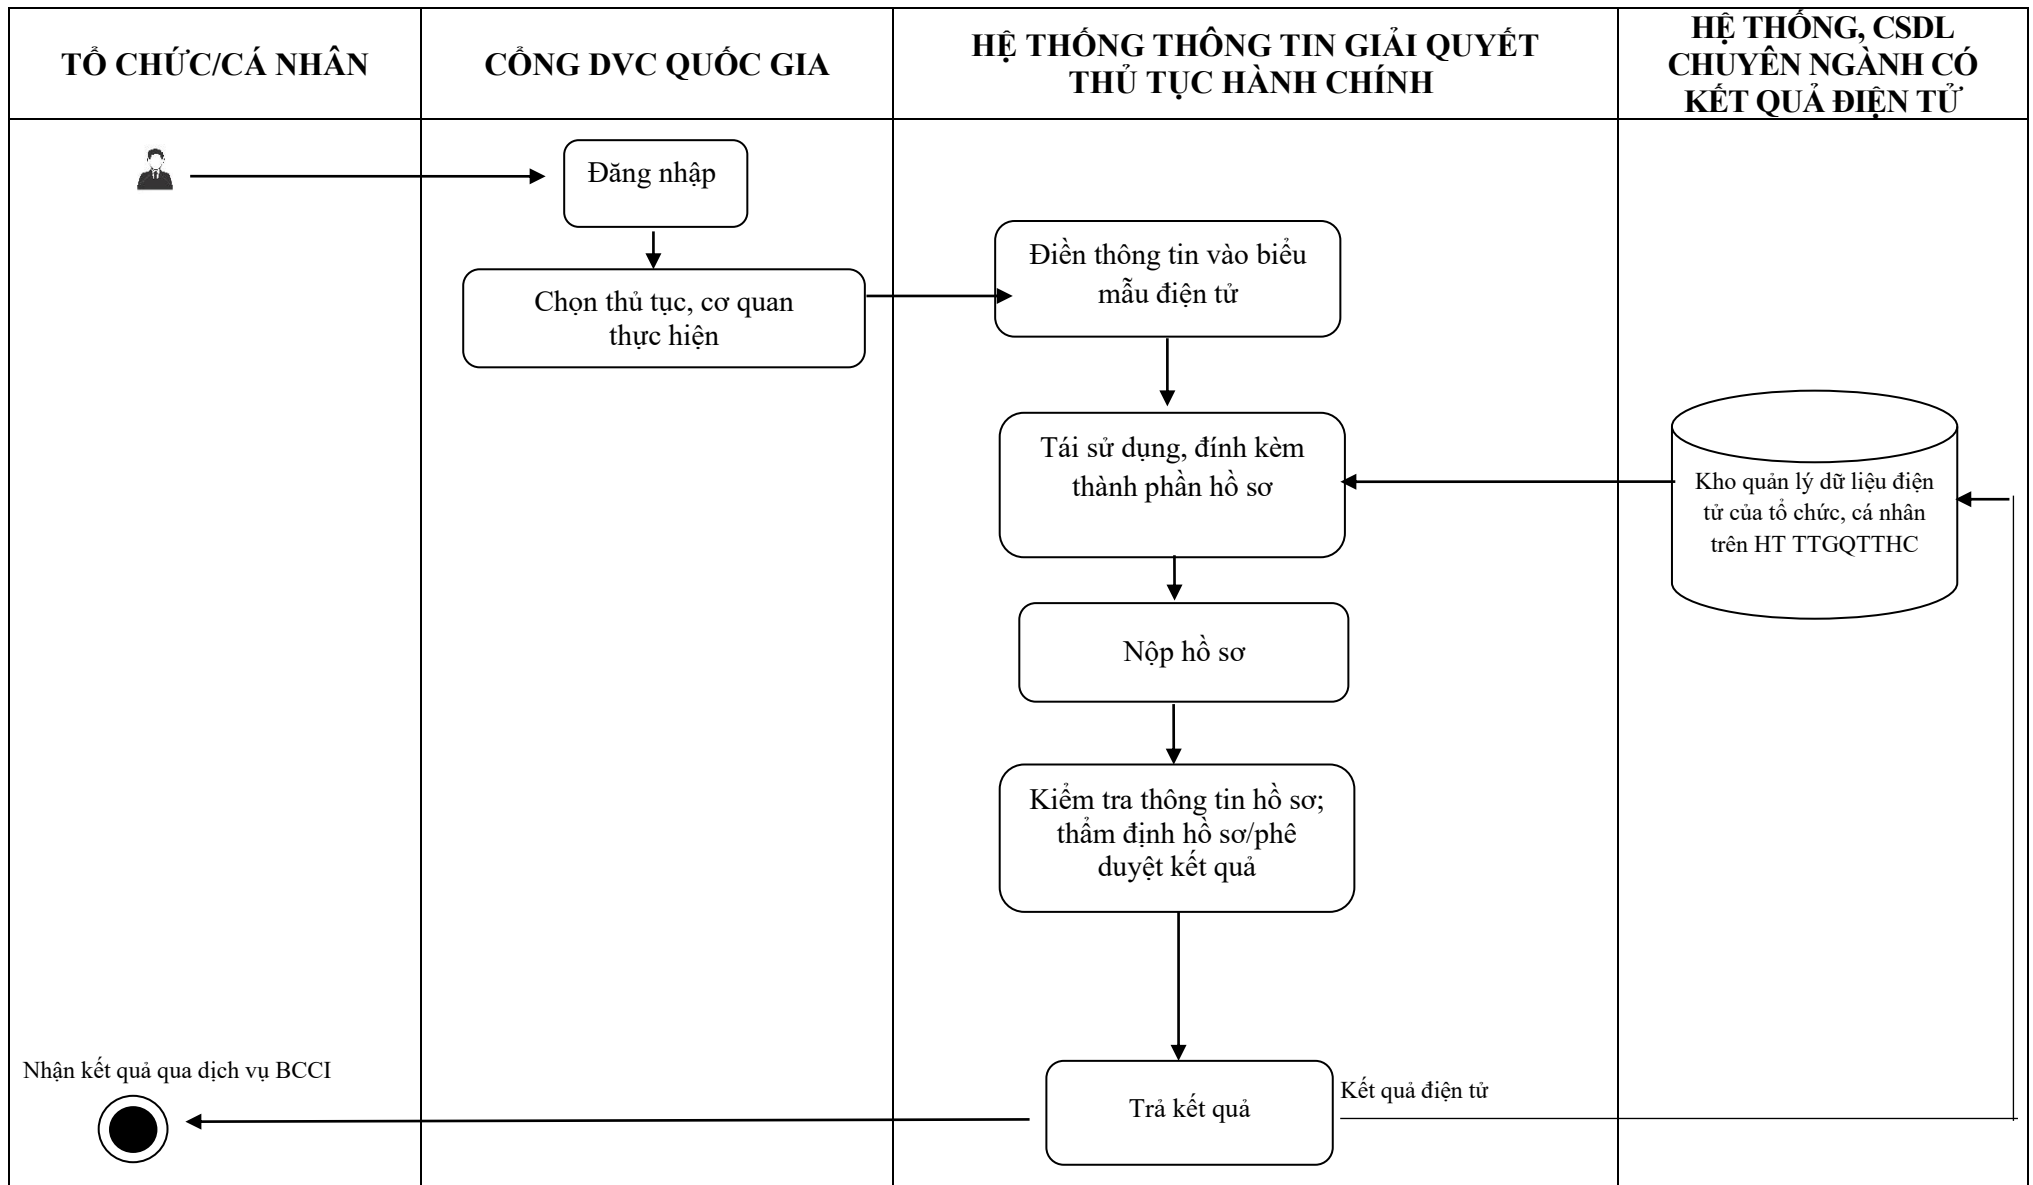 TỔ CHỨC/CÁ NHÂN
CỔNG DVC QUỐC GIA
HỆ THỐNG THÔNG TIN GIẢI QUYẾT
THỦ TỤC HÀNH CHÍNH
HỆ THỐNG, CSDL
CHUYÊN NGÀNH CÓ
KẾT QUẢ ĐIỆN TỬ
Đăng nhập
Chọn thủ tục, cơ quan
thực hiện
Điền thông tin vào biểu
mẫu điện tử
Tái sử dụng, đính kèm
thành phần hồ sơ
Kho quản lý dữ liệu điện
tử của tổ chức, cá nhân
trên HT TTGQTTHC
Nộp hồ sơ
Kiểm tra thông tin hồ sơ;
thẩm định hồ sơ/phê
duyệt kết quả
Nhận kết quả qua dịch vụ BCCI
Trả kết quả
Kết quả điện tử